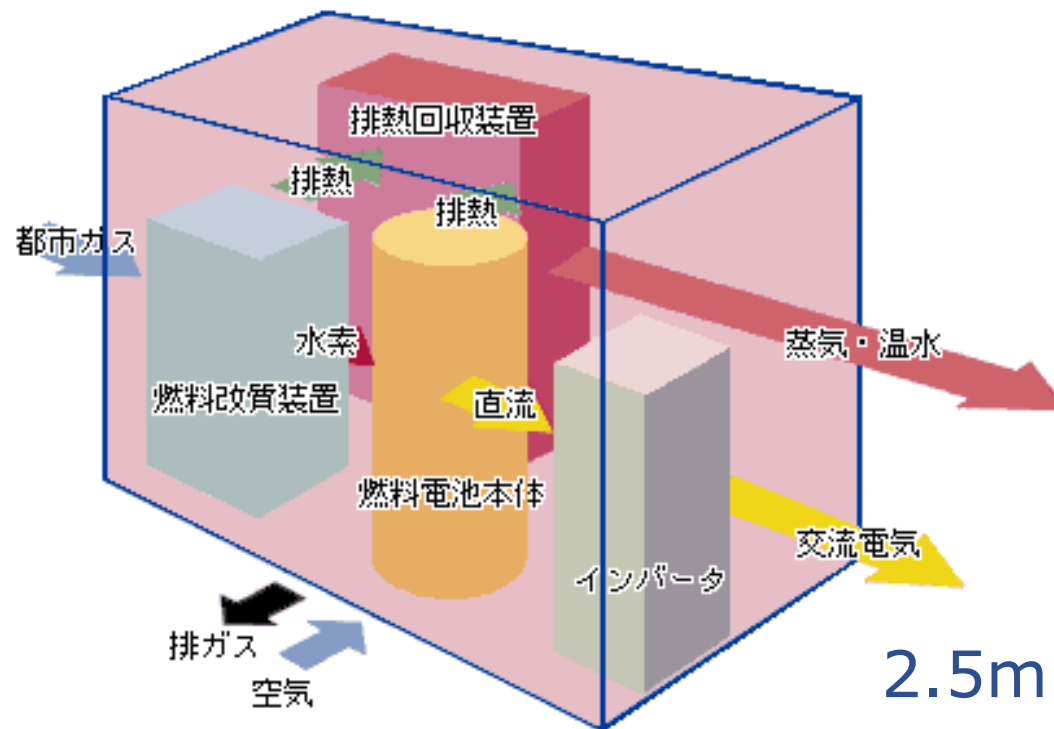 排熱回収装置
排熱
排熱
都市ガス
水素
蒸気・温水
燃料改質装置
直流
燃料電池本体
交流電気
インバータ
排ガス
空気
2.5m